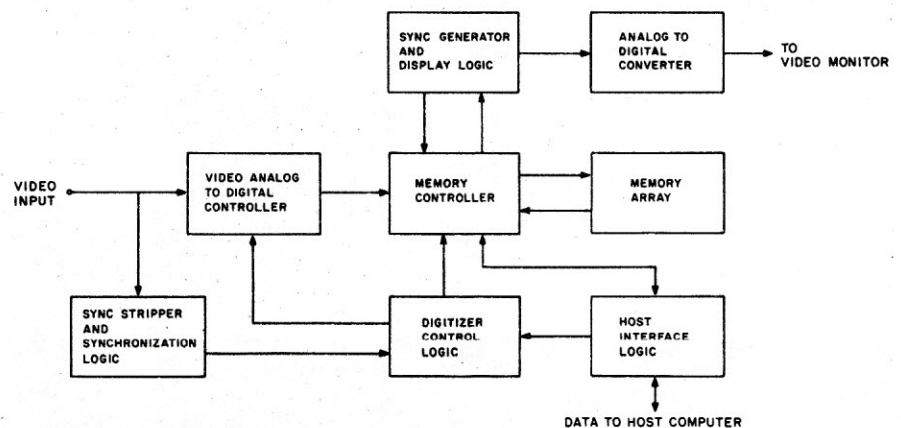 SYNC GENERATOR
AND
DISPLAY LOGIC
ANALOG TO
DIGITAL
CONVERTER
TO
VIDEO MONITOR
VIDEO
INPUT
VIDEO ANALOG
TO DIGITAL
CONTROLLER
MEMORY
CONTROLLER
MEMORY
ARRAY
SYNC STRIPPER
AND
SYNCHRONIZATION
LOGIC
DIGITIZER
CONTROL
LOGIC
HOST
INTERFACE
LOGIC
DATA TO HOST COMPUTER